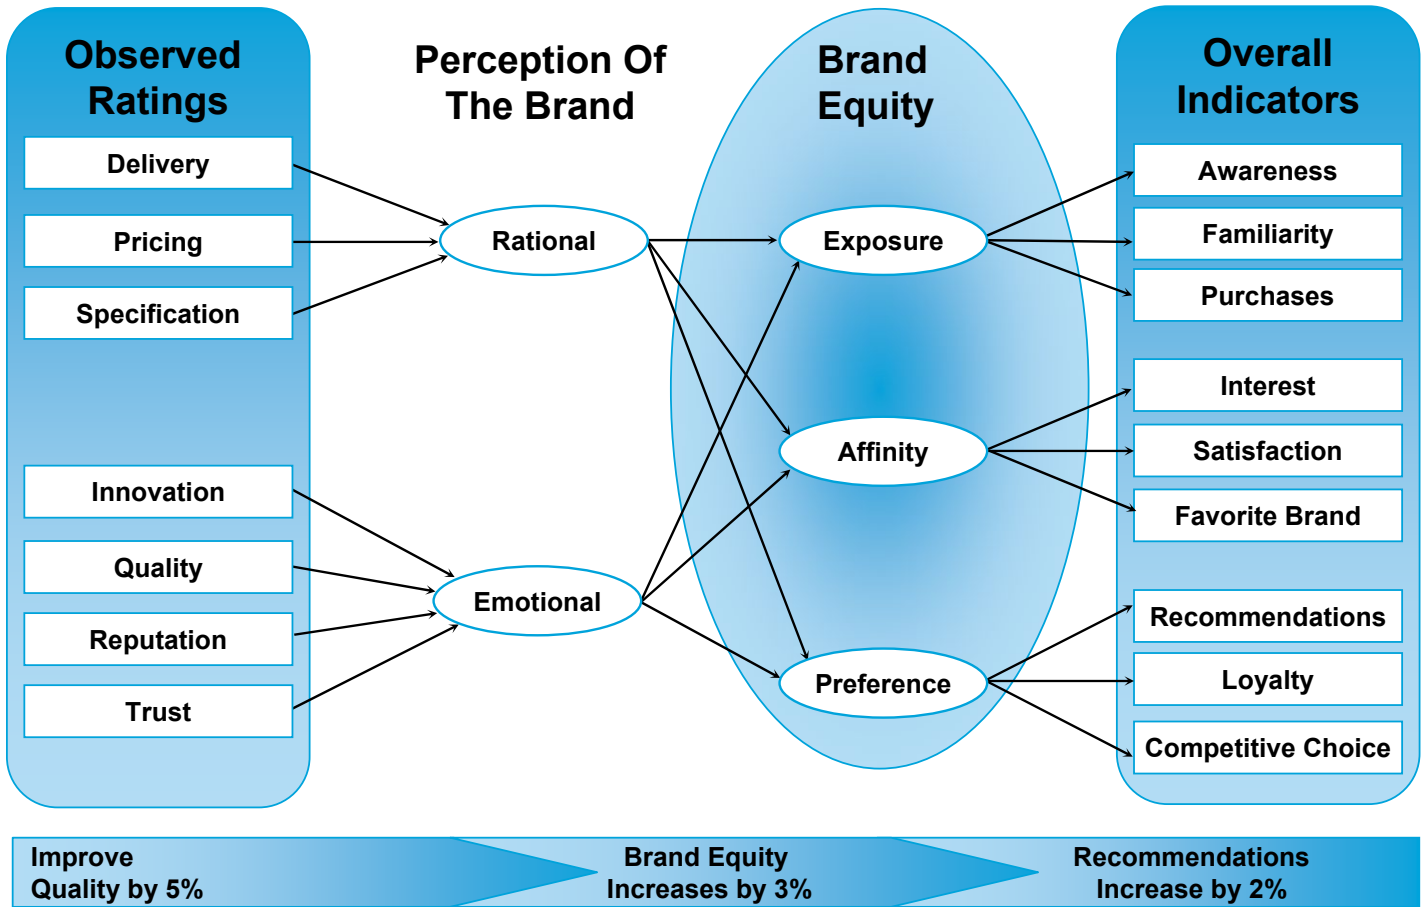 Observed
Ratings
Delivery
Pricing
Specification
Innovation
Quality
Reputation
Trust
Perception Of
The Brand
Rational
Emotional
Brand
Equity
Exposure
Affinity
Preference
Overall
Indicators
Awareness
Familiarity
Purchases
Interest
Satisfaction
Favorite Brand
Recommendations
Loyalty
Competitive Choice
Improve
Quality by 5%
Brand Equity
Increases by 3%
Recommendations
Increase by 2%